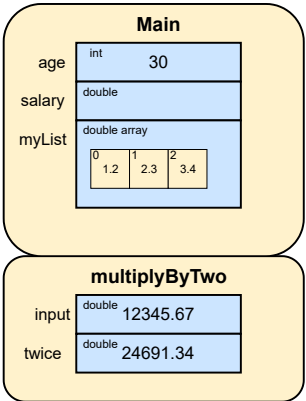 Main
age int 30
salary double
myList double array
0 1 2
1.2 2.3 3.4
multiplyByTwo
input double 12345.67
twice double 24691.34